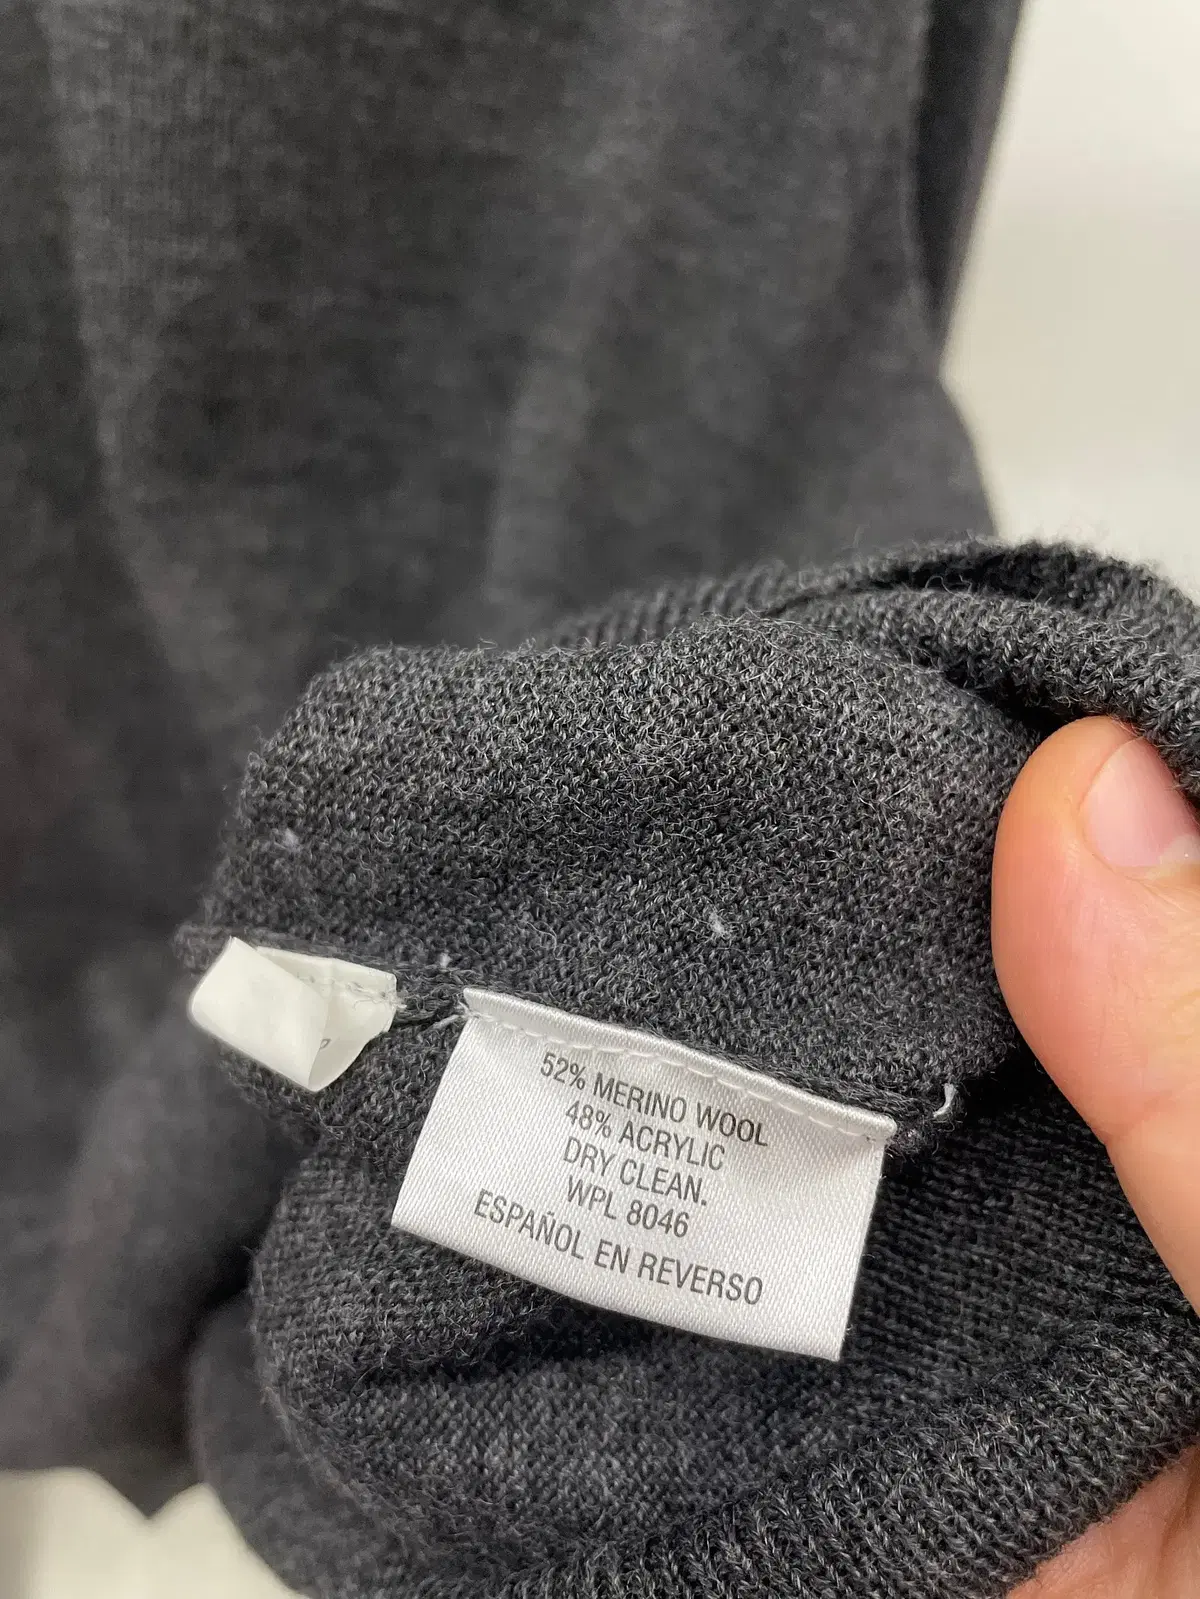 52% MERINO WOOL
48% ACRYLIC
DRY CLEAN.
WPL 8046
ESPAÑOL EN REVERSO